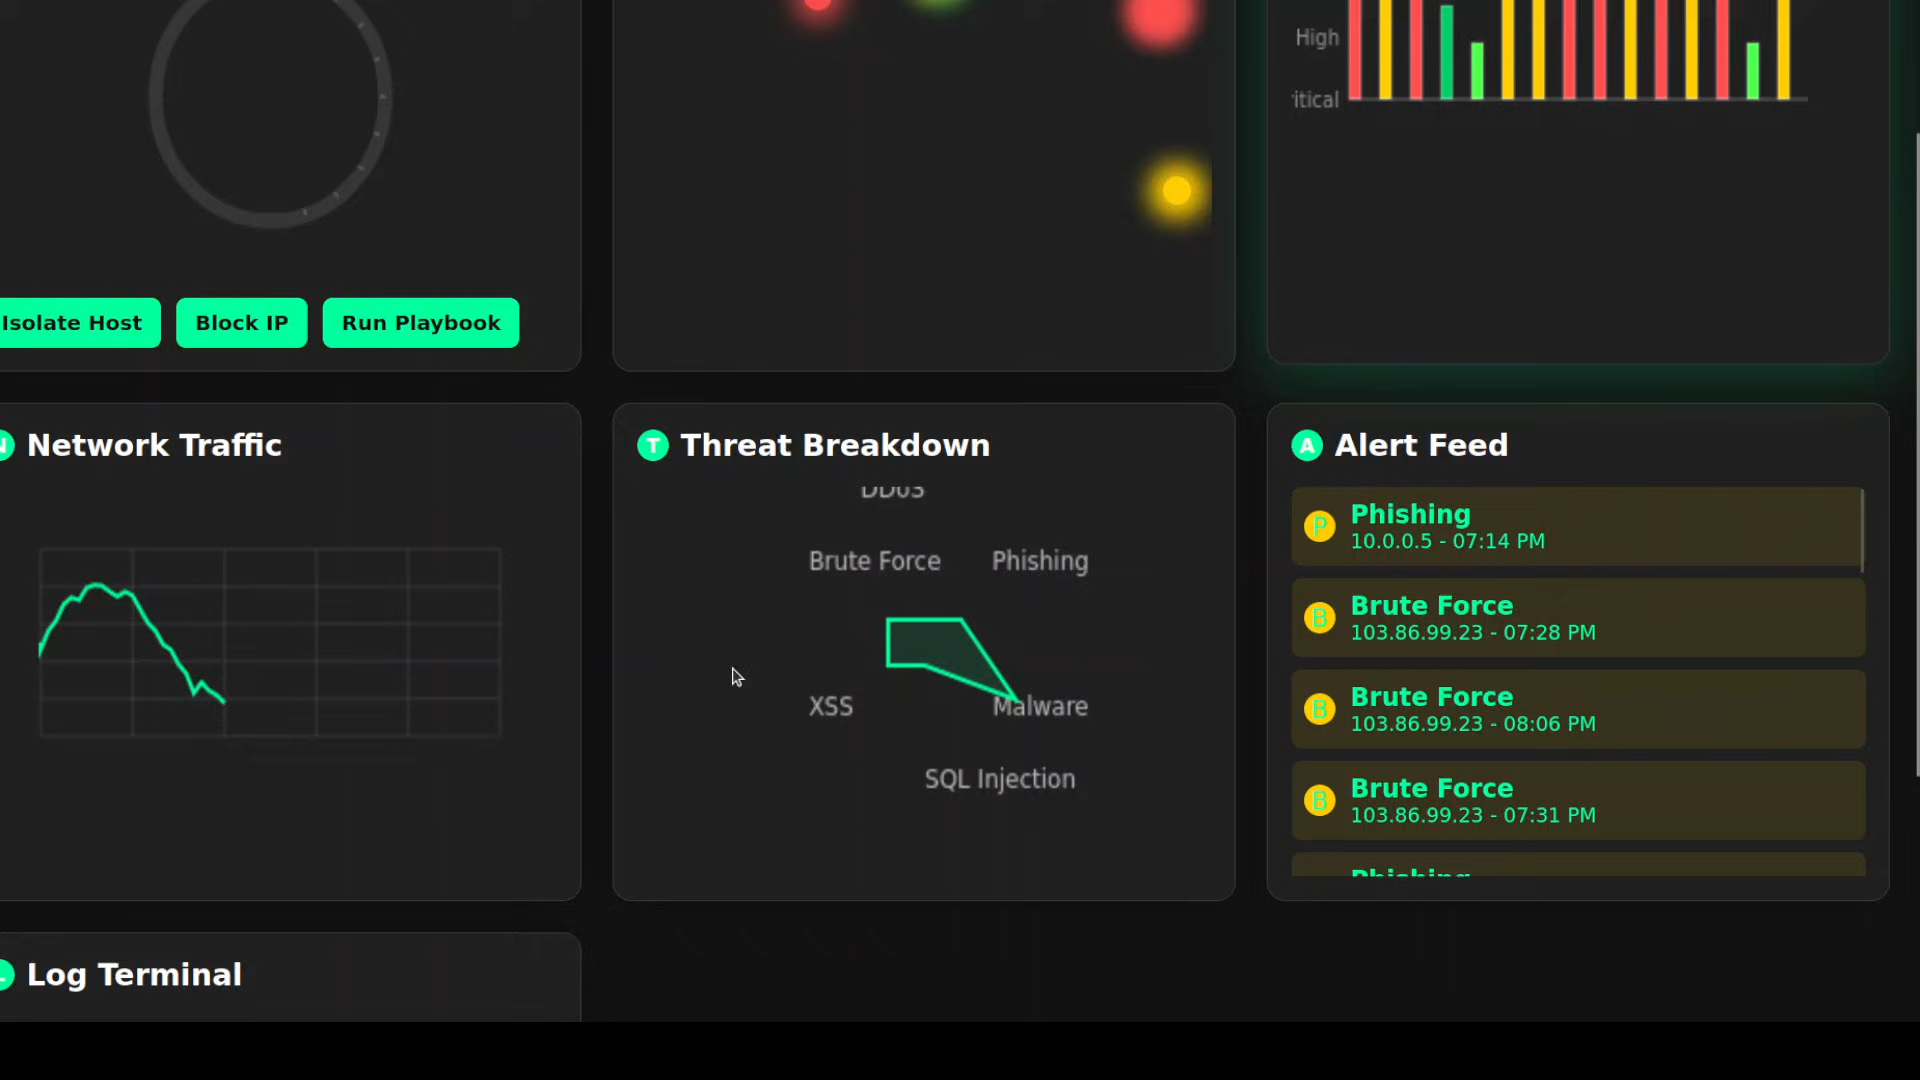 High
itical
Isolate Host
Block IP
Run Playbook
N Network Traffic
T Threat Breakdown
DDoS
Brute Force
Phishing
XSS
Malware
SQL Injection
A Alert Feed
P Phishing
10.0.0.5 - 07:14 PM
B Brute Force
103.86.99.23 - 07:28 PM
B Brute Force
103.86.99.23 - 08:06 PM
B Brute Force
103.86.99.23 - 07:31 PM
Phishing
Log Terminal